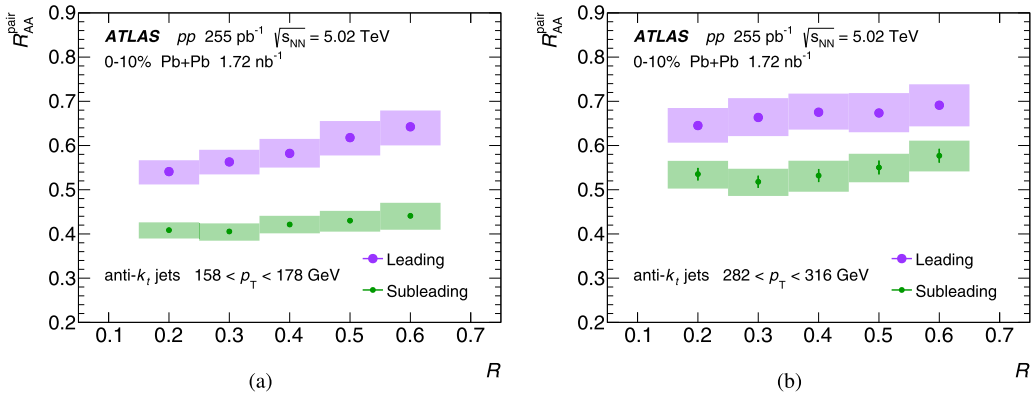 R_AA^pair
0.9
0.8
0.7
0.6
0.5
0.4
0.3
0.2
ATLAS pp 255 pb⁻¹ √s_NN = 5.02 TeV
0-10% Pb+Pb 1.72 nb⁻¹
Leading
anti-k_t jets 158 < p_T < 178 GeV
Subleading
0.1 0.2 0.3 0.4 0.5 0.6 0.7
R
(a)
R_AA^pair
0.9
0.8
0.7
0.6
0.5
0.4
0.3
0.2
ATLAS pp 255 pb⁻¹ √s_NN = 5.02 TeV
0-10% Pb+Pb 1.72 nb⁻¹
Leading
anti-k_t jets 282 < p_T < 316 GeV
Subleading
0.1 0.2 0.3 0.4 0.5 0.6 0.7
R
(b)